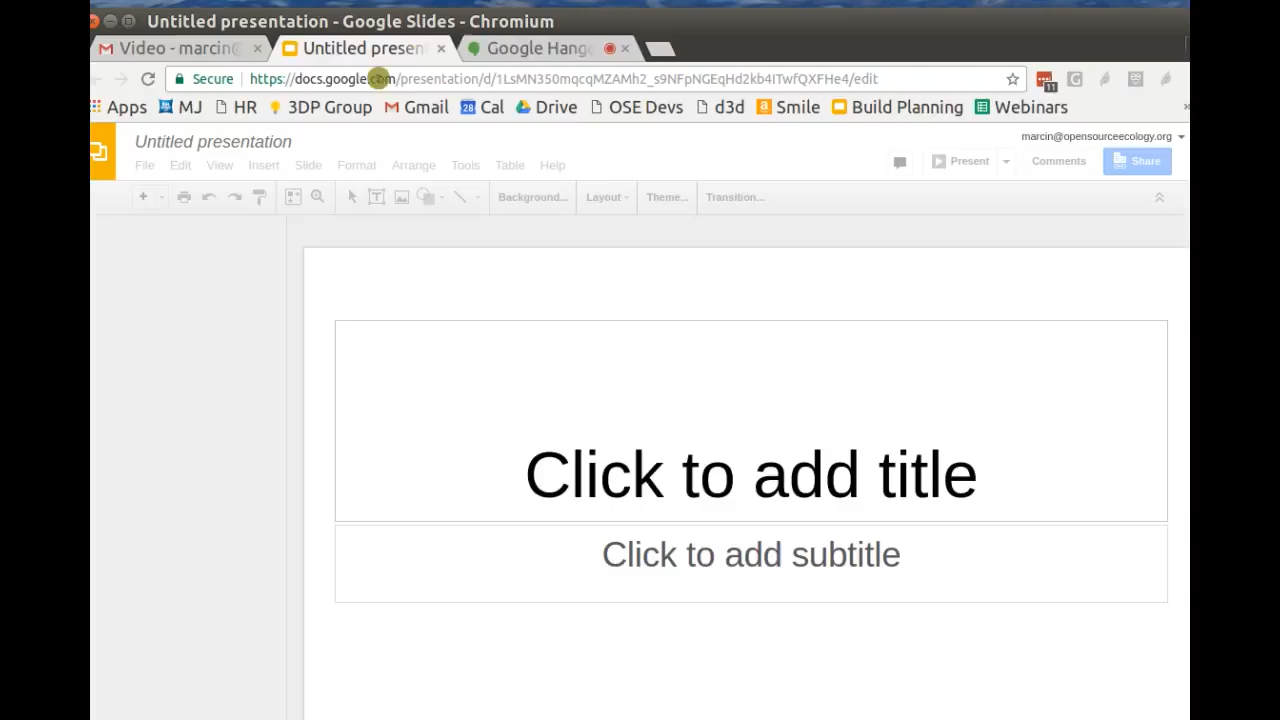 Untitled presentation - Google Slides - Chromium
Video - marcin@ Untitled presen Google Hang
Secure https://docs.google.com/presentation/d/1LsMN350mqcqMZAMh2_s9NFpNGEqHd2kb4ITwfQXFHe4/edit 11
Apps MJ HR 3DP Group Gmail 28 Cal Drive OSE Devs d3d Smile Build Planning Webinars
Untitled presentation marcin@opensourceecology.org
File Edit View Insert Slide Format Arrange Tools Table Help Present Comments Share
Background... Layout Theme... Transition...
Click to add title
Click to add subtitle